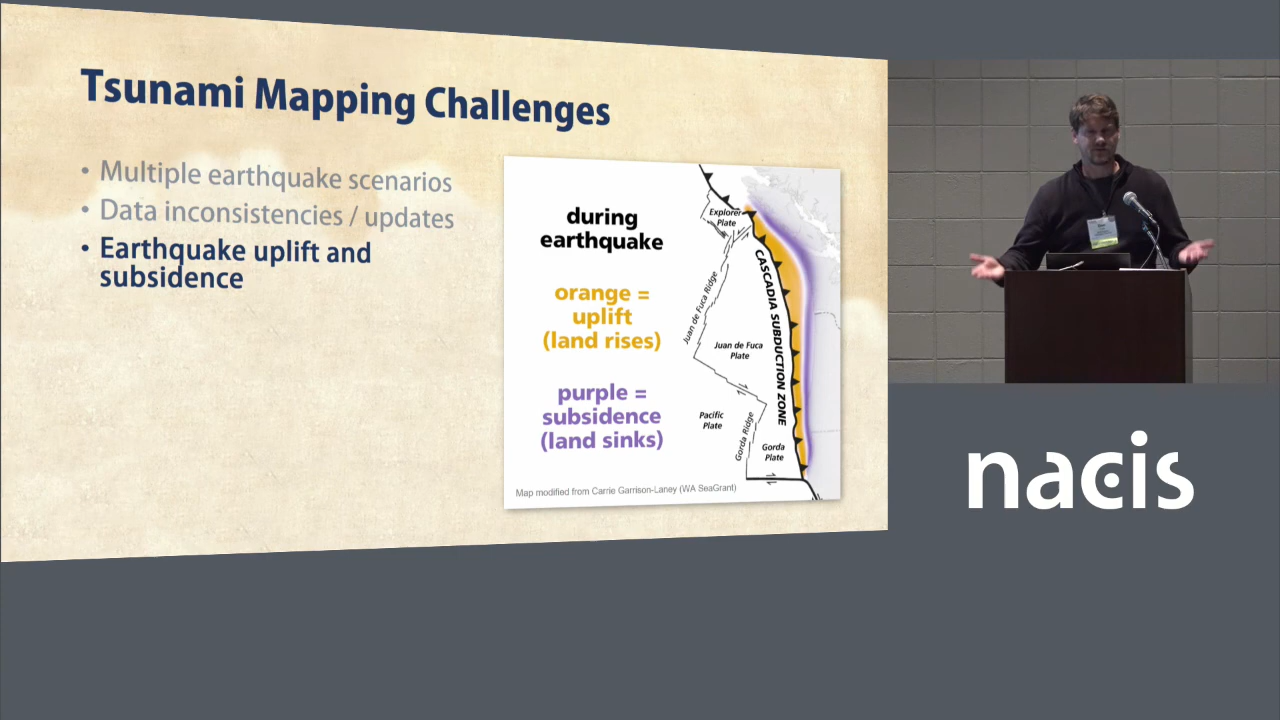 Tsunami Mapping Challenges
• Multiple earthquake scenarios
• Data inconsistencies / updates
• Earthquake uplift and
subsidence
during
earthquake
orange =
uplift
(land rises)
purple =
subsidence
(land sinks)
Explorer
Plate
CASCADIA SUBDUCTION ZONE
Juan de Fuca Ridge
Juan de Fuca
Plate
Pacific
Plate
Gorda Ridge
Gorda
Plate
Map modified from Carrie Garrison-Laney (WA SeaGrant)
nacis